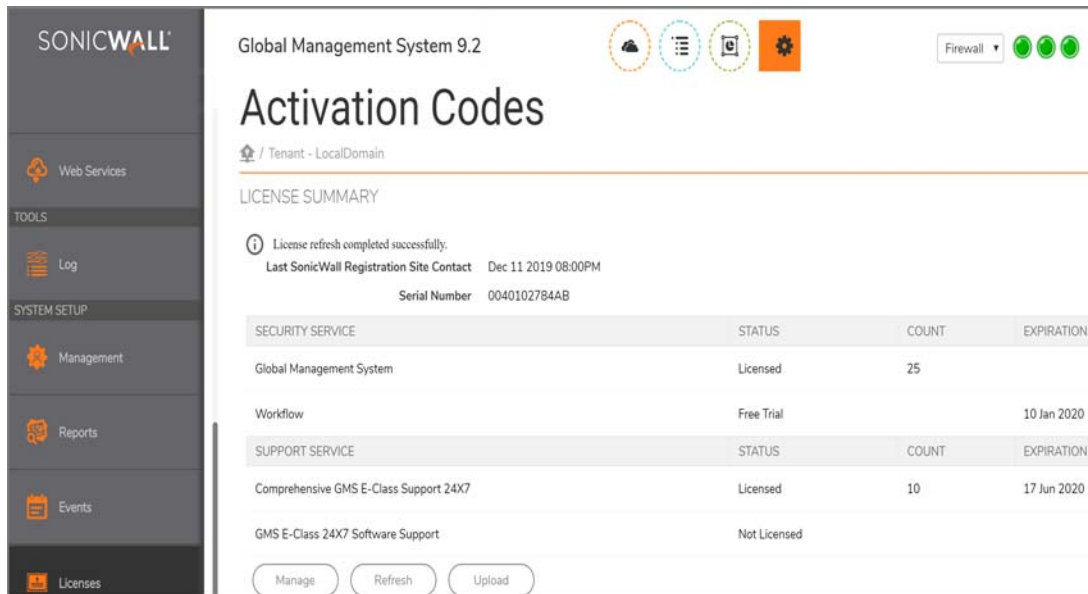 SONICWALL
Global Management System 9.2
Firewall
Activation Codes
/ Tenant - LocalDomain
Web Services
TOOLS
Log
SYSTEM SETUP
Management
Reports
Events
Licenses
LICENSE SUMMARY
License refresh completed successfully.
Last SonicWall Registration Site Contact Dec 11 2019 08:00PM
Serial Number 0040102784AB
SECURITY SERVICE STATUS COUNT EXPIRATION
Global Management System Licensed 25
Workflow Free Trial 10 Jan 2020
SUPPORT SERVICE STATUS COUNT EXPIRATION
Comprehensive GMS E-Class Support 24X7 Licensed 10 17 Jun 2020
GMS E-Class 24X7 Software Support Not Licensed
Manage Refresh Upload